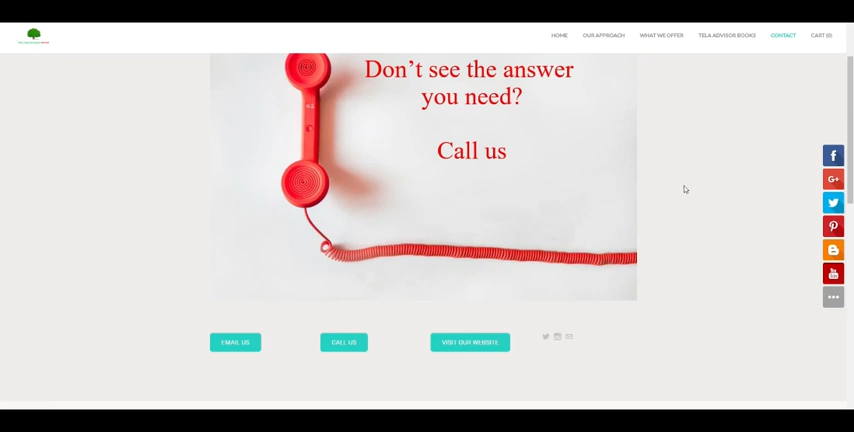 HOME
OUR APPROACH
WHAT WE OFFER
TELA ADVISOR BOOKS
CONTACT
CART (0)
Don't see the answer
you need?
Call us
EMAIL US
CALL US
VISIT OUR WEBSITE